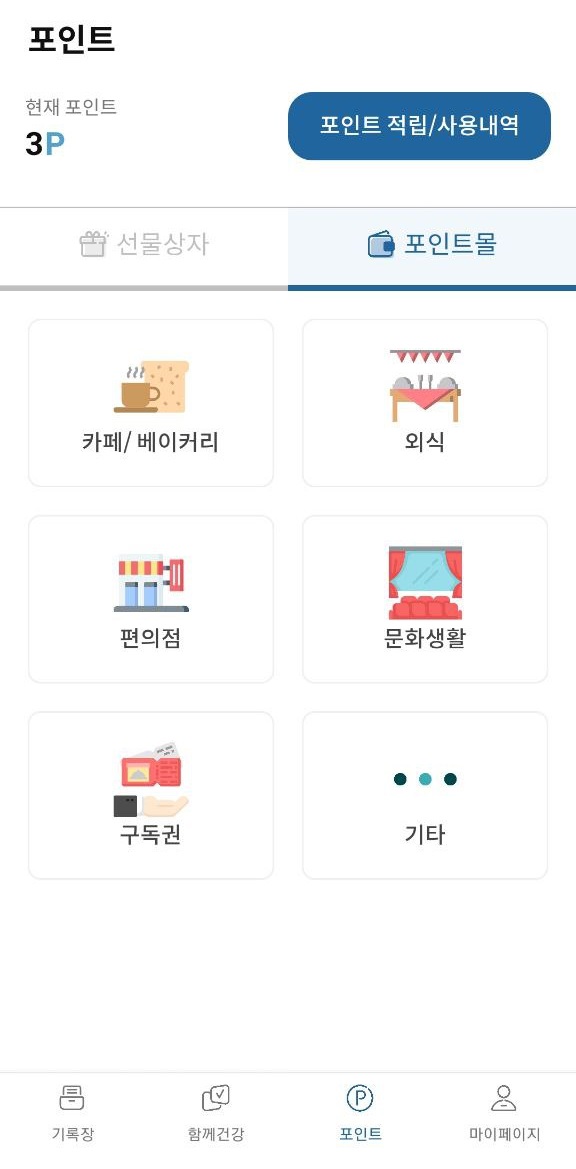 포인트
현재 포인트
3P
포인트 적립/사용내역
선물상자
포인트몰
카페/ 베이커리
외식
편의점
문화생활
구독권
기타
기록장
함께건강
P
포인트
마이페이지